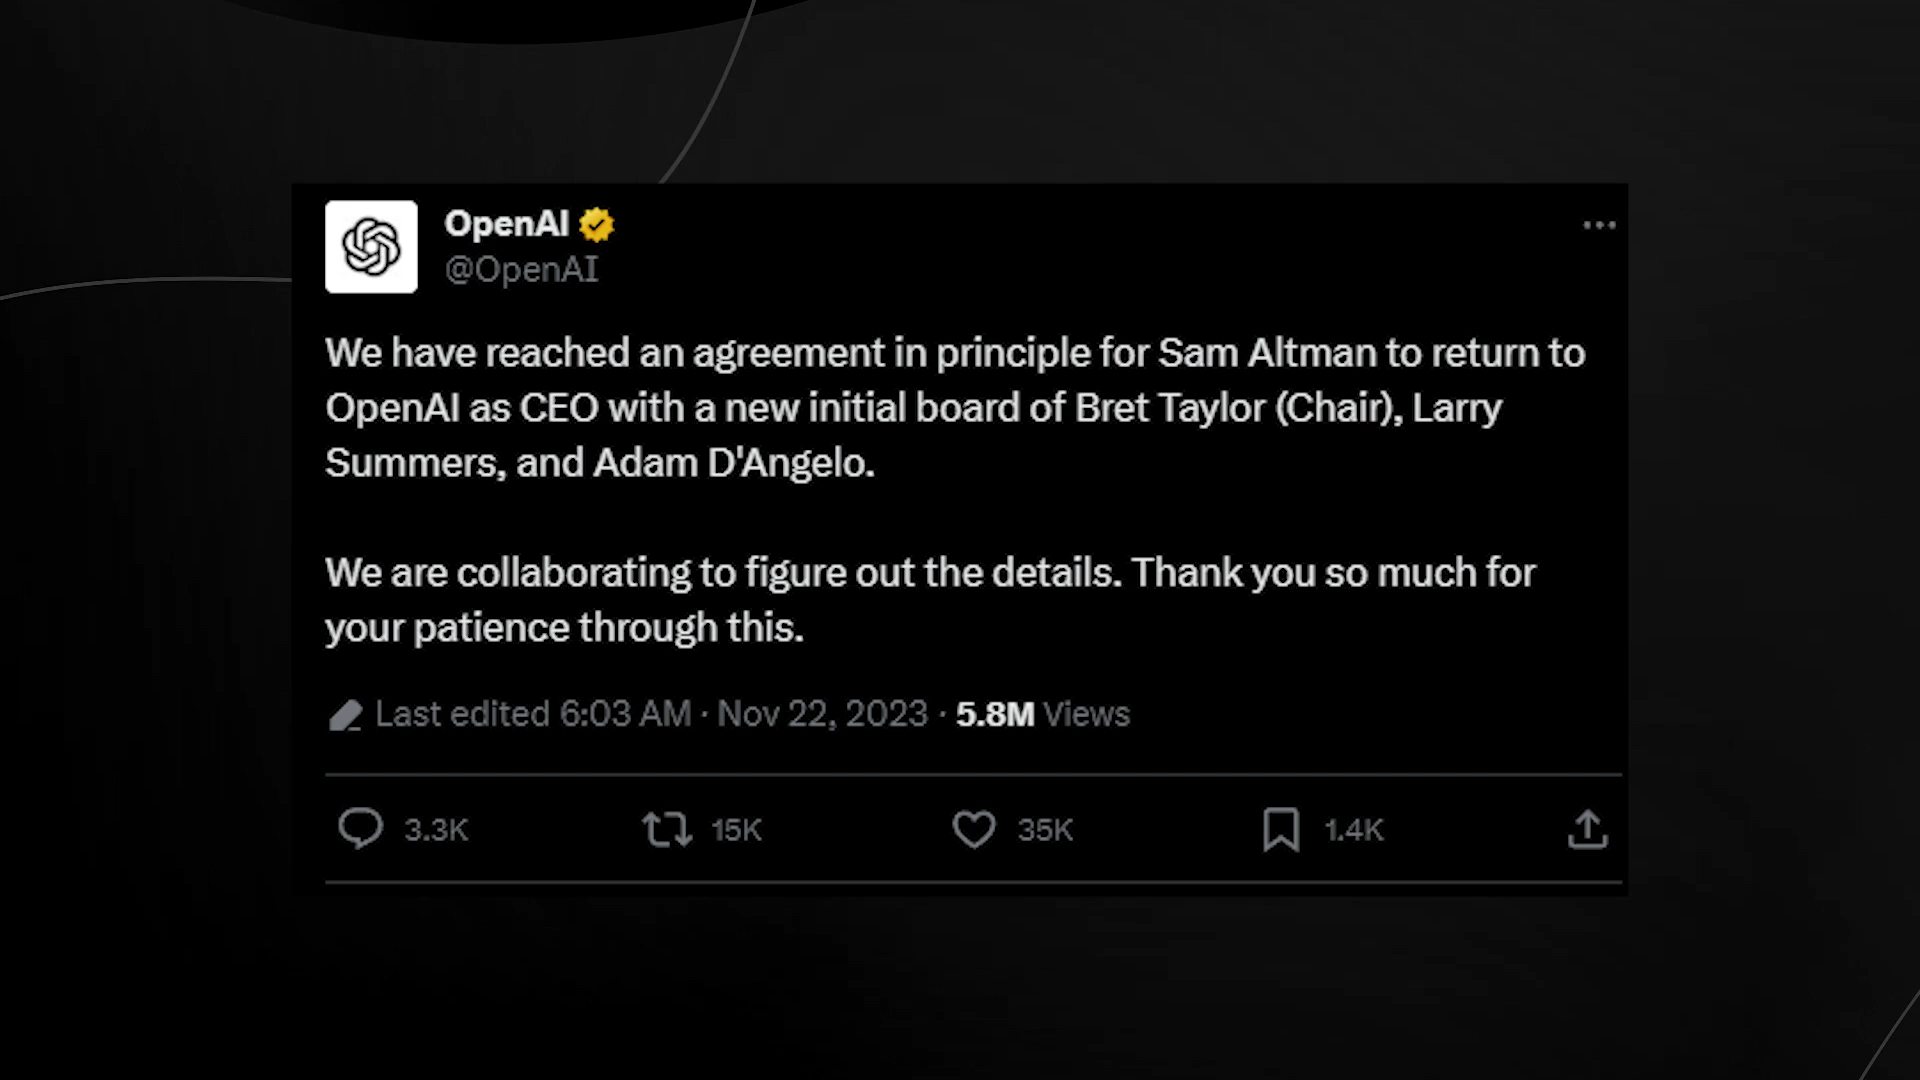 OpenAI
@OpenAI
We have reached an agreement in principle for Sam Altman to return to
OpenAI as CEO with a new initial board of Bret Taylor (Chair), Larry
Summers, and Adam D'Angelo.
We are collaborating to figure out the details. Thank you so much for
your patience through this.
Last edited 6:03 AM · Nov 22, 2023 · 5.8M Views
3.3K 15K 35K 1.4K